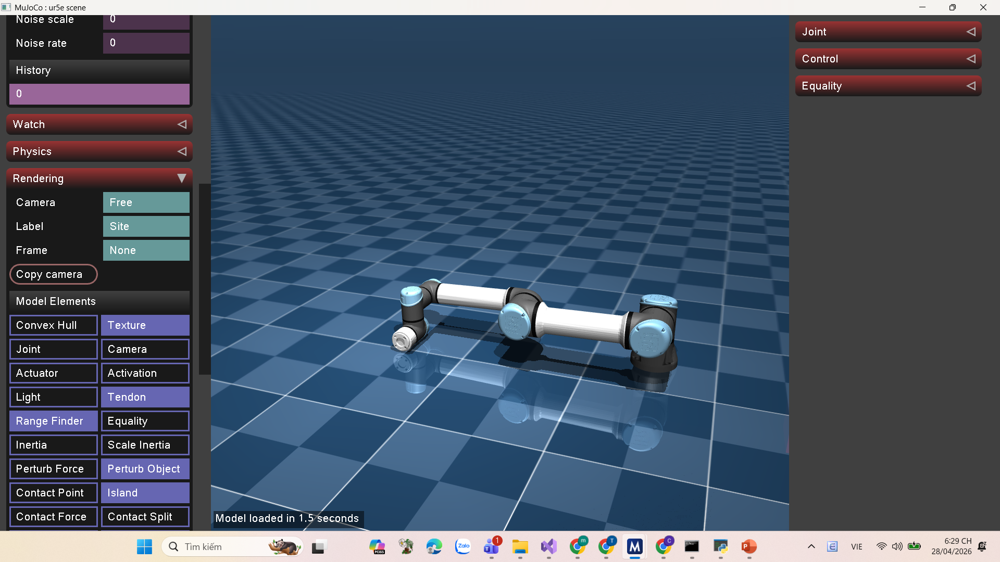 MuJoCo : ur5e scene
Noise scale 0
Noise rate 0
History
0
Watch
Physics
Rendering
Camera Free
Label Site
Frame None
Copy camera
Model Elements
Convex Hull Texture
Joint Camera
Actuator Activation
Light Tendon
Range Finder Equality
Inertia Scale Inertia
Perturb Force Perturb Object
Contact Point Island
Contact Force Contact Split
Model loaded in 1.5 seconds
Joint
Control
Equality
Tìm kiếm
M365
Zalo
1
T
m
T
M
C
P
E
VIE
6:29 CH
28/04/2026